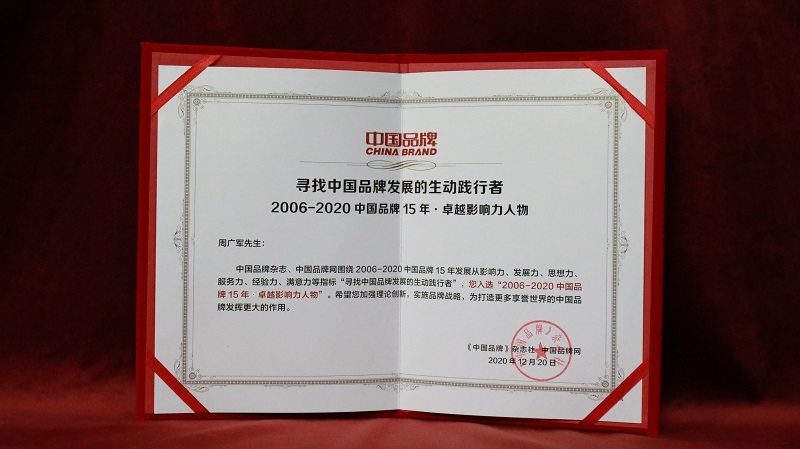 中国品牌
CHINA BRAND
寻找中国品牌发展的生动践行者
2006-2020 中国品牌 15 年·卓越影响力人物
周广军先生：
中国品牌杂志、中国品牌网围绕 2006-2020 中国品牌 15 年发展从影响力、发展力、思想力、
服务力、经验力、满意力等指标“寻找中国品牌发展的生动践行者”，您入选“2006-2020 中国品
牌 15 年·卓越影响力人物”。希望您加强理论创新，实施品牌战略，为打造更多享誉世界的中国品
牌发挥更大的作用。
《中国品牌》杂志社 中国品牌网
2020 年 12 月 20 日